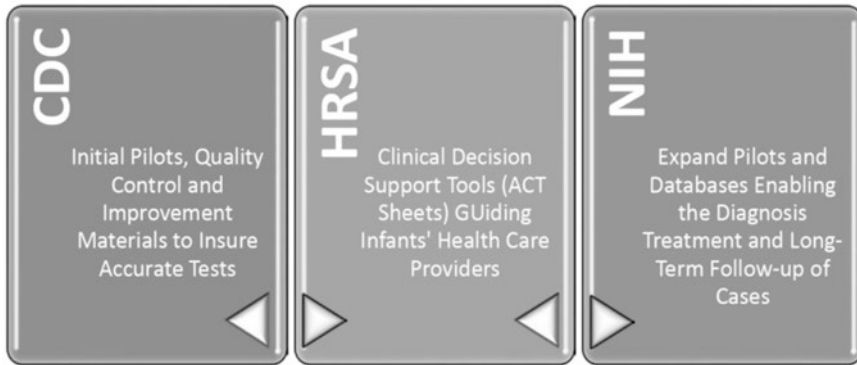 CDC
Initial Pilots, Quality
Control and
Improvement
Materials to Insure
Accurate Tests
HRSA
Clinical Decision
Support Tools (ACT
Sheets) GUiding
Infants' Health Care
Providers
NIH
Expand Pilots and
Databases Enabling
the Diagnosis
Treatment and Long-
Term Follow-up of
Cases